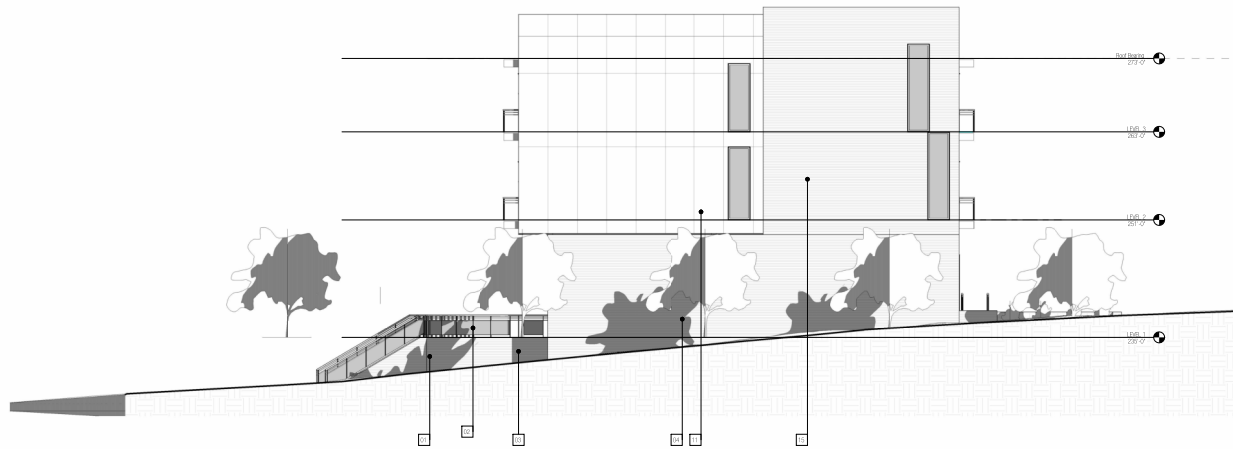 Roof Bearing
273'-0"
LEVEL 3
263'-0"
LEVEL 2
251'-0"
LEVEL 1
235'-0"
01
02
03
04
11
15